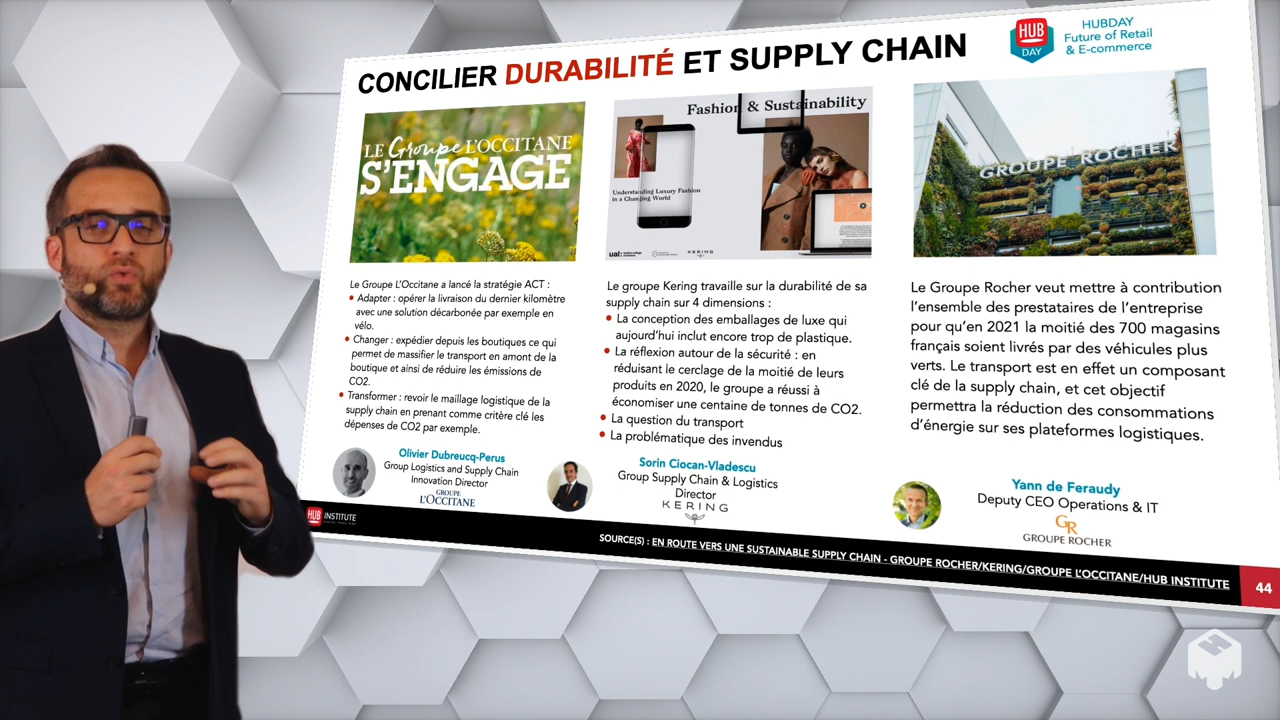 CONCILIER DURABILITÉ ET SUPPLY CHAIN
HUB
DAY
HUBDAY
Future of Retail
& E-commerce
LE Groupe L'OCCITANE
S'ENGAGE
Le Groupe L'Occitane a lancé la stratégie ACT :
Adapter : opérer la livraison du dernier kilomètre
avec une solution décarbonée par exemple en
vélo.
Changer : expédier depuis les boutiques ce qui
permet de massifier le transport en amont de la
boutique et ainsi de réduire les émissions de
CO2.
Transformer : revoir le maillage logistique de la
supply chain en prenant comme critère clé les
dépenses de CO2 par exemple.
Olivier Dubreucq-Perus
Group Logistics and Supply Chain
Innovation Director
GROUPE
L'OCCITANE
Fashion & Sustainability
Understanding Luxury Fashion
in a Changing World
ual:
KERING
Le groupe Kering travaille sur la durabilité de sa
supply chain sur 4 dimensions :
La conception des emballages de luxe qui
aujourd'hui inclut encore trop de plastique.
La réflexion autour de la sécurité : en
réduisant le cerclage de la moitié de leurs
produits en 2020, le groupe a réussi à
économiser une centaine de tonnes de CO2.
La question du transport
La problématique des invendus
Sorin Ciocan-Vladescu
Group Supply Chain & Logistics
Director
KERING
GROUPE ROCHER
Le Groupe Rocher veut mettre à contribution
l'ensemble des prestataires de l'entreprise
pour qu'en 2021 la moitié des 700 magasins
français soient livrés par des véhicules plus
verts. Le transport est en effet un composant
clé de la supply chain, et cet objectif
permettra la réduction des consommations
d'énergie sur ses plateformes logistiques.
Yann de Feraudy
Deputy CEO Operations & IT
GR
GROUPE ROCHER
HUB INSTITUTE
SOURCE(S) : EN ROUTE VERS UNE SUSTAINABLE SUPPLY CHAIN - GROUPE ROCHER/KERING/GROUPE L'OCCITANE/HUB INSTITUTE
44